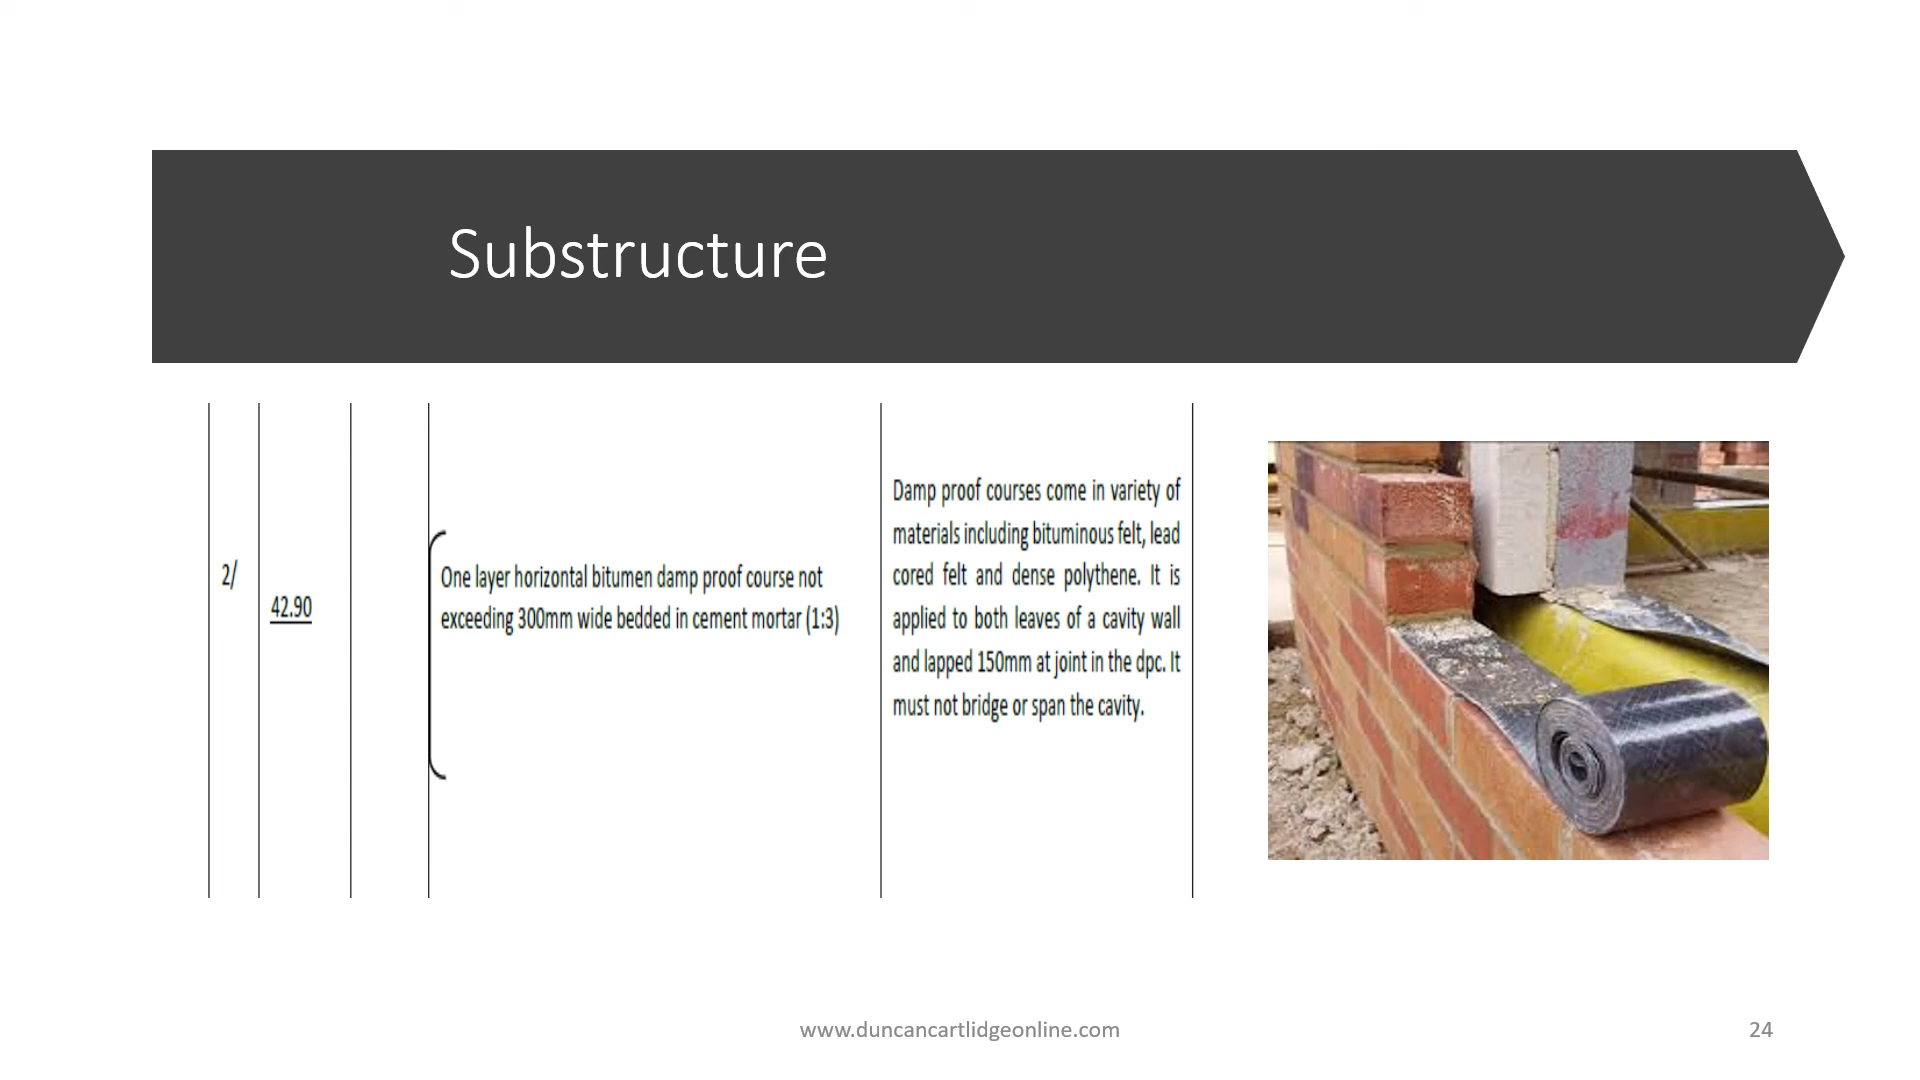 Substructure
2/
42.90
One layer horizontal bitumen damp proof course not
exceeding 300mm wide bedded in cement mortar (1:3)
Damp proof courses come in variety of
materials including bituminous felt, lead
cored felt and dense polythene. It is
applied to both leaves of a cavity wall
and lapped 150mm at joint in the dpc. It
must not bridge or span the cavity.
www.duncancartlidgeonline.com
24